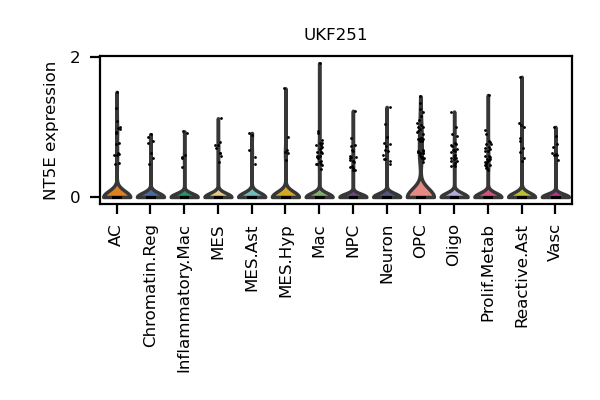 UKF251
NT5E expression
2
0
AC
Chromatin.Reg
Inflammatory.Mac
MES
MES.Ast
MES.Hyp
Mac
NPC
Neuron
OPC
Oligo
Prolif.Metab
Reactive.Ast
Vasc